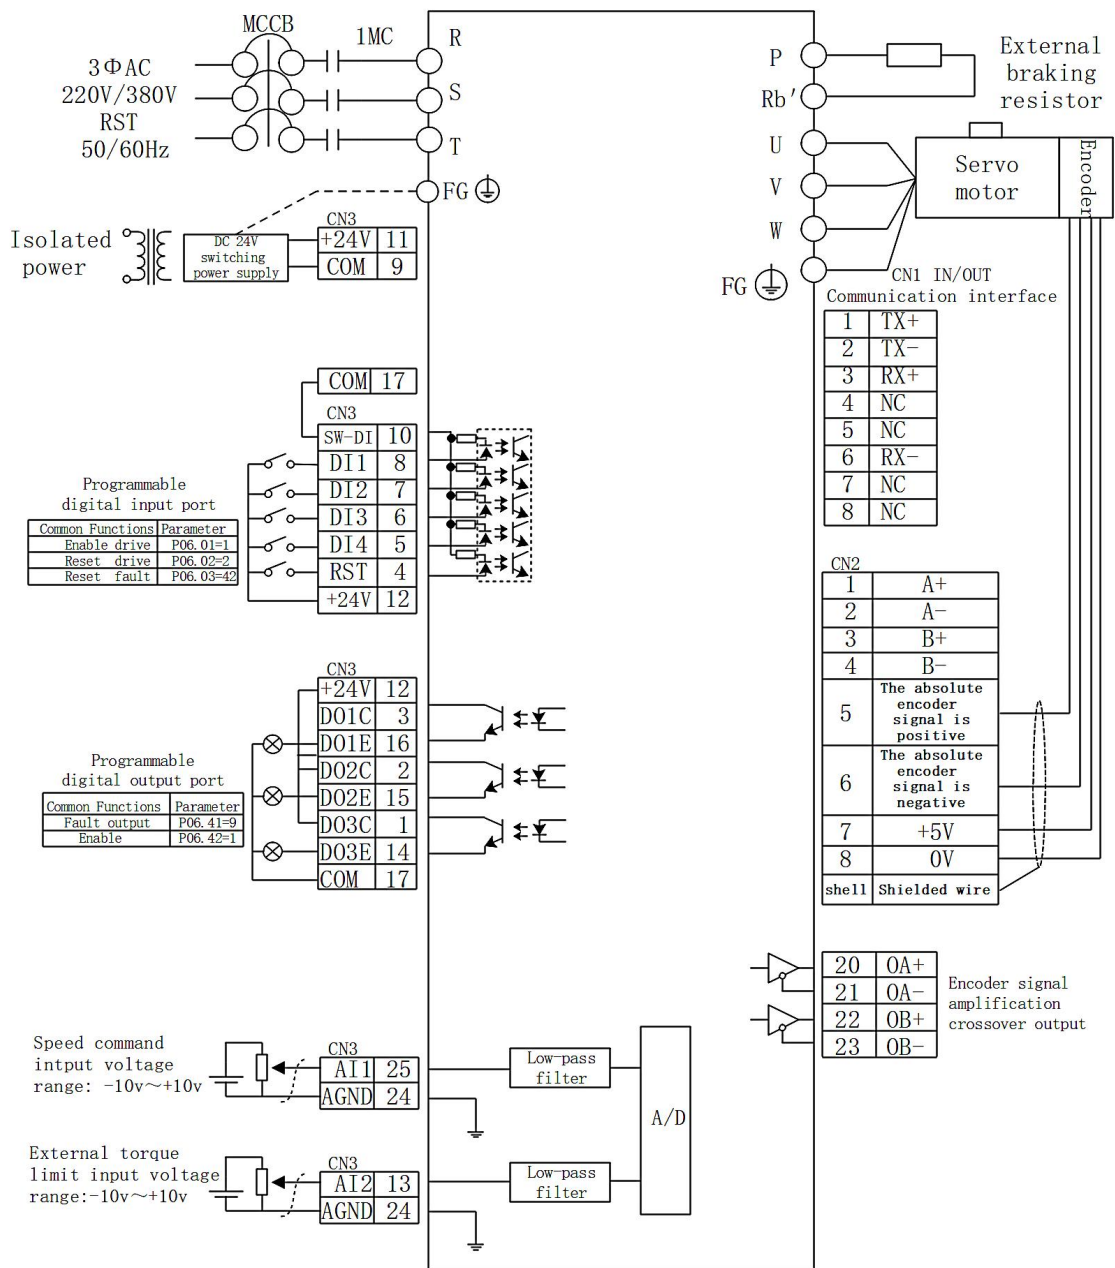 MCCB
1MC
R
3ΦAC
220V/380V
RST
50/60Hz
S
T
FG
Isolated
power
DC 24V
switching
power supply
CN3
+24V 11
COM 9
P
Rb′
External
braking
resistor
U
V
W
FG
Servo
motor
Encoder
CN1 IN/OUT
Communication interface
1 TX+
2 TX-
3 RX+
4 NC
5 NC
6 RX-
7 NC
8 NC
COM 17
CN3
SW-DI 10
DI1 8
DI2 7
DI3 6
DI4 5
RST 4
+24V 12
Programmable
digital input port
Common Functions Parameter
Enable drive P06.01=1
Reset drive P06.02=2
Reset fault P06.03=42
CN2
1 A+
2 A-
3 B+
4 B-
5 The absolute
encoder
signal is
positive
6 The absolute
encoder
signal is
negative
7 +5V
8 0V
shell Shielded wire
CN3
+24V 12
DO1C 3
DO1E 16
DO2C 2
DO2E 15
DO3C 1
DO3E 14
COM 17
Programmable
digital output port
Common Functions Parameter
Fault output P06.41=9
Enable P06.42=1
20 OA+
21 OA-
22 OB+
23 OB-
Encoder signal
amplification
crossover output
Speed command
intput voltage
range: -10v～+10v
CN3
AI1 25
AGND 24
Low-pass
filter
A/D
External torque
limit input voltage
range:-10v～+10v
CN3
AI2 13
AGND 24
Low-pass
filter